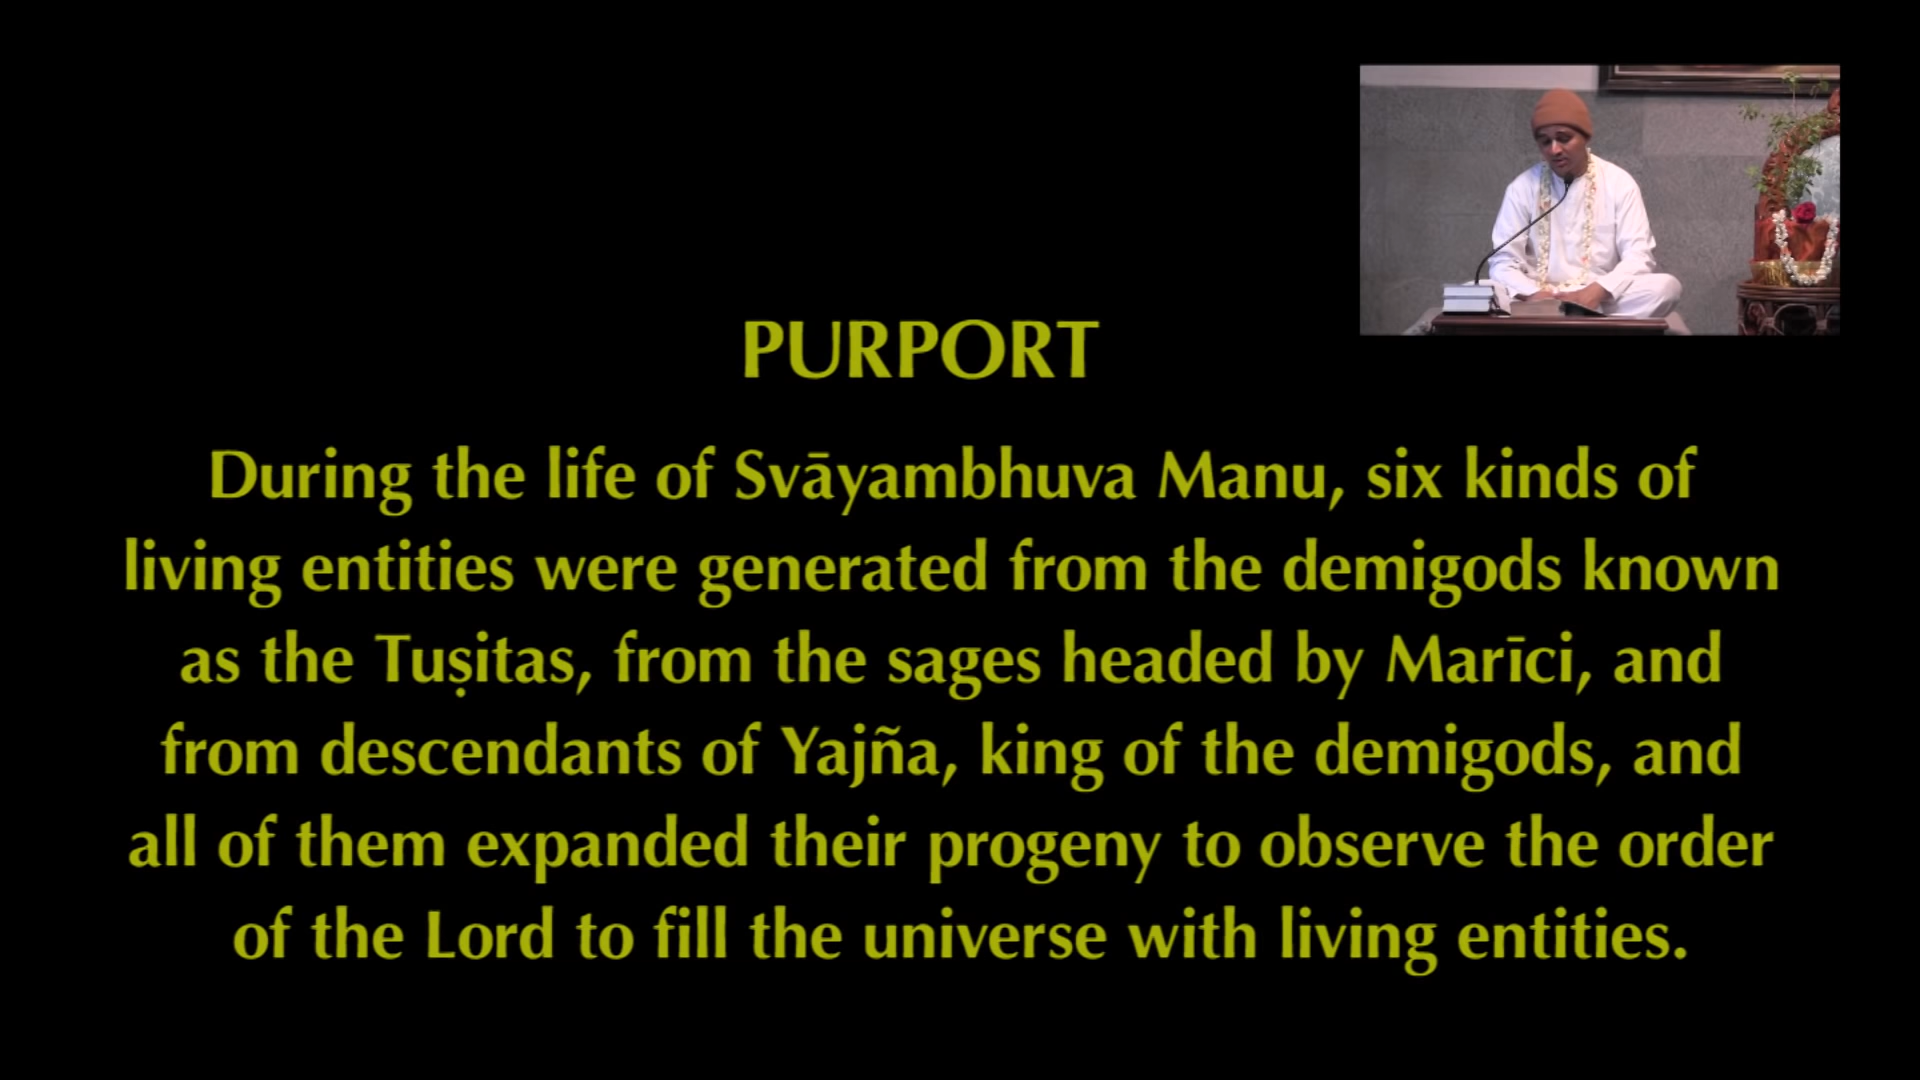 PURPORT
During the life of Svāyambhuva Manu, six kinds of
living entities were generated from the demigods known
as the Tuṣitas, from the sages headed by Marīci, and
from descendants of Yajña, king of the demigods, and
all of them expanded their progeny to observe the order
of the Lord to fill the universe with living entities.